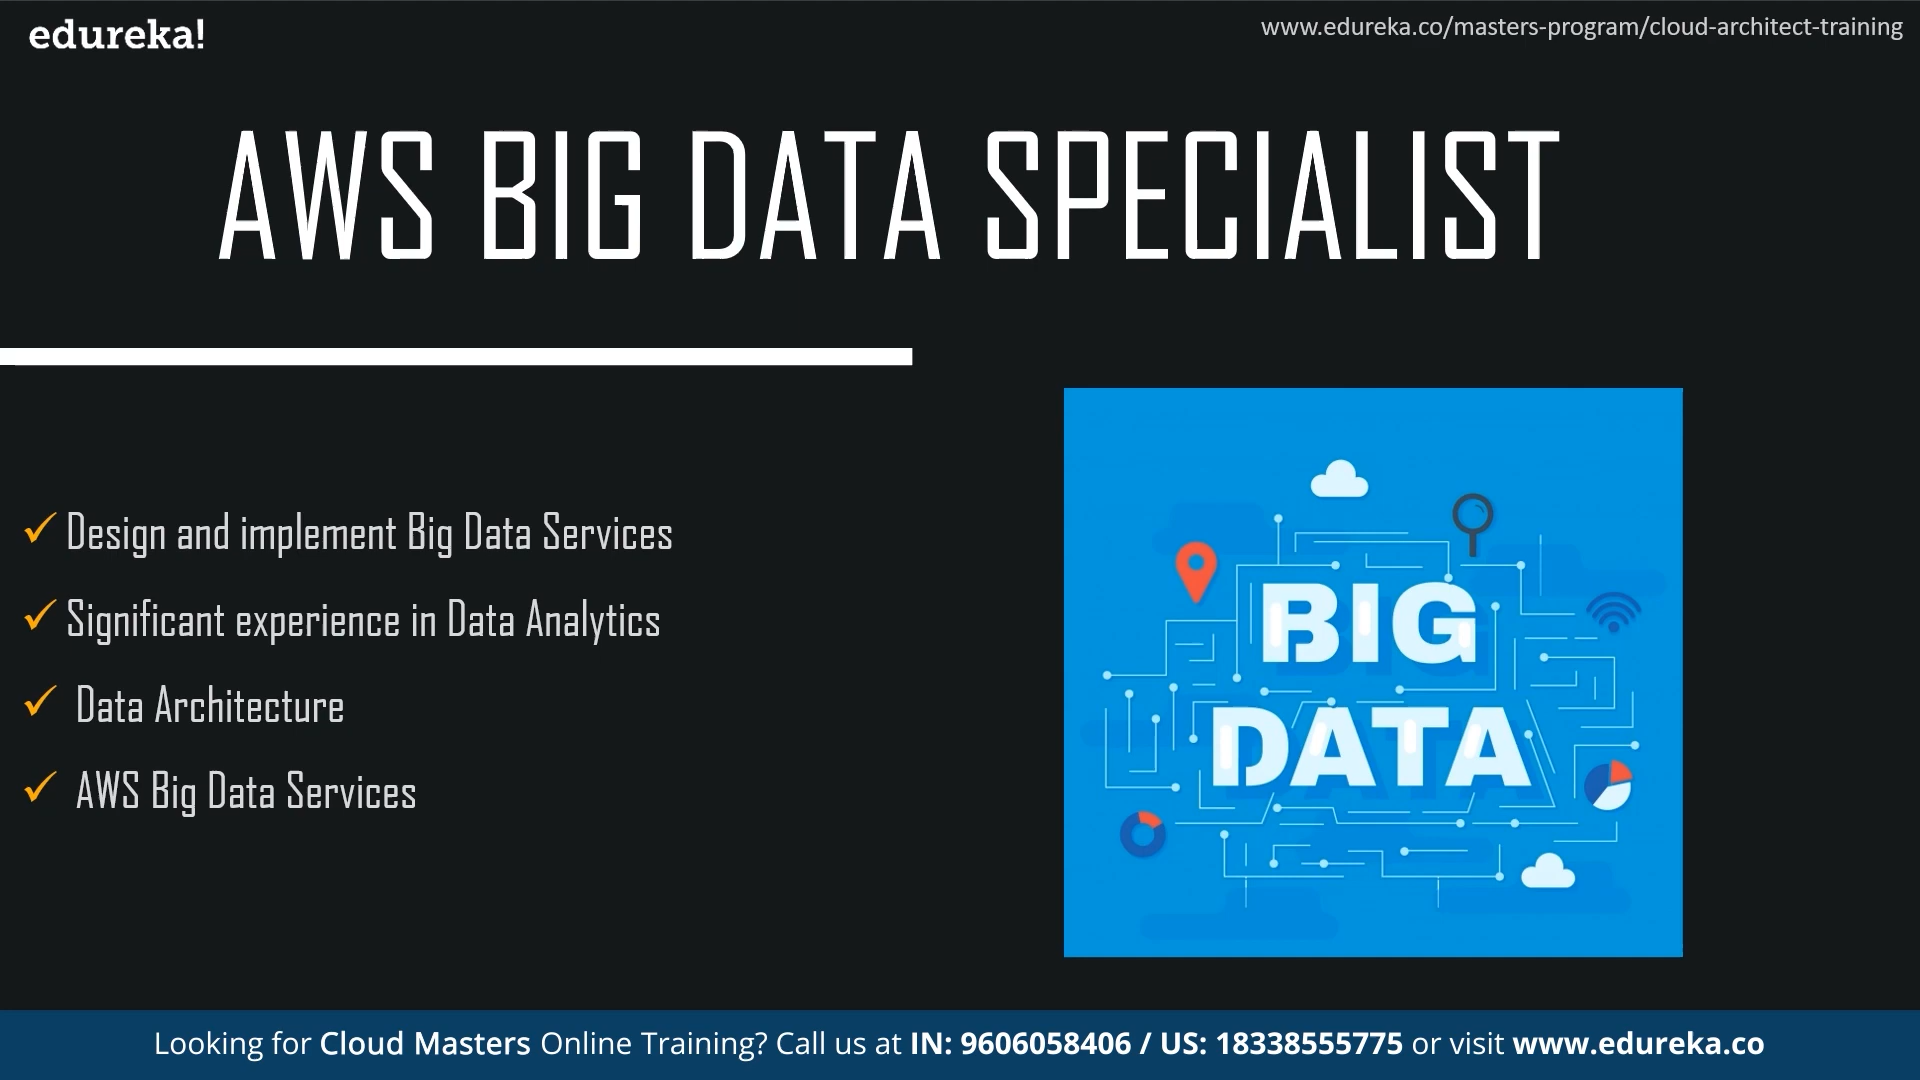 edureka!
www.edureka.co/masters-program/cloud-architect-training
AWS BIG DATA SPECIALIST
Design and implement Big Data Services
Significant experience in Data Analytics
Data Architecture
AWS Big Data Services
BIG
DATA
Looking for Cloud Masters Online Training? Call us at IN: 9606058406 / US: 18338555775 or visit www.edureka.co